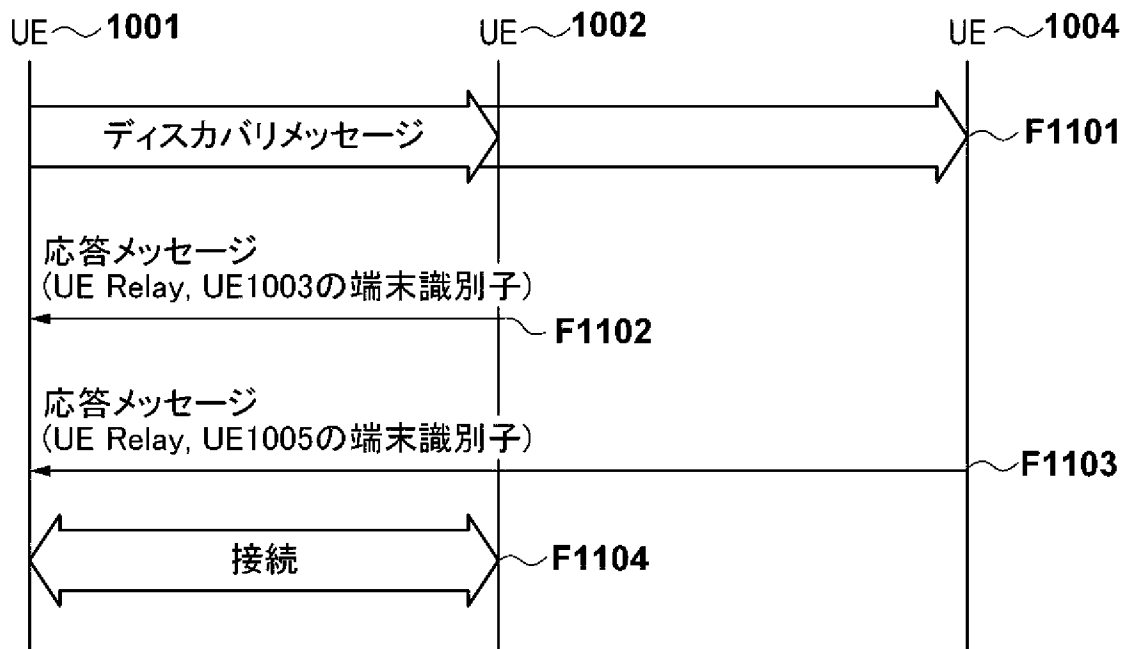 UE 1001 UE 1002 UE 1004
ディスカバリメッセージ F1101
応答メッセージ
(UE Relay, UE1003の端末識別子)
F1102
応答メッセージ
(UE Relay, UE1005の端末識別子)
F1103
接続 F1104